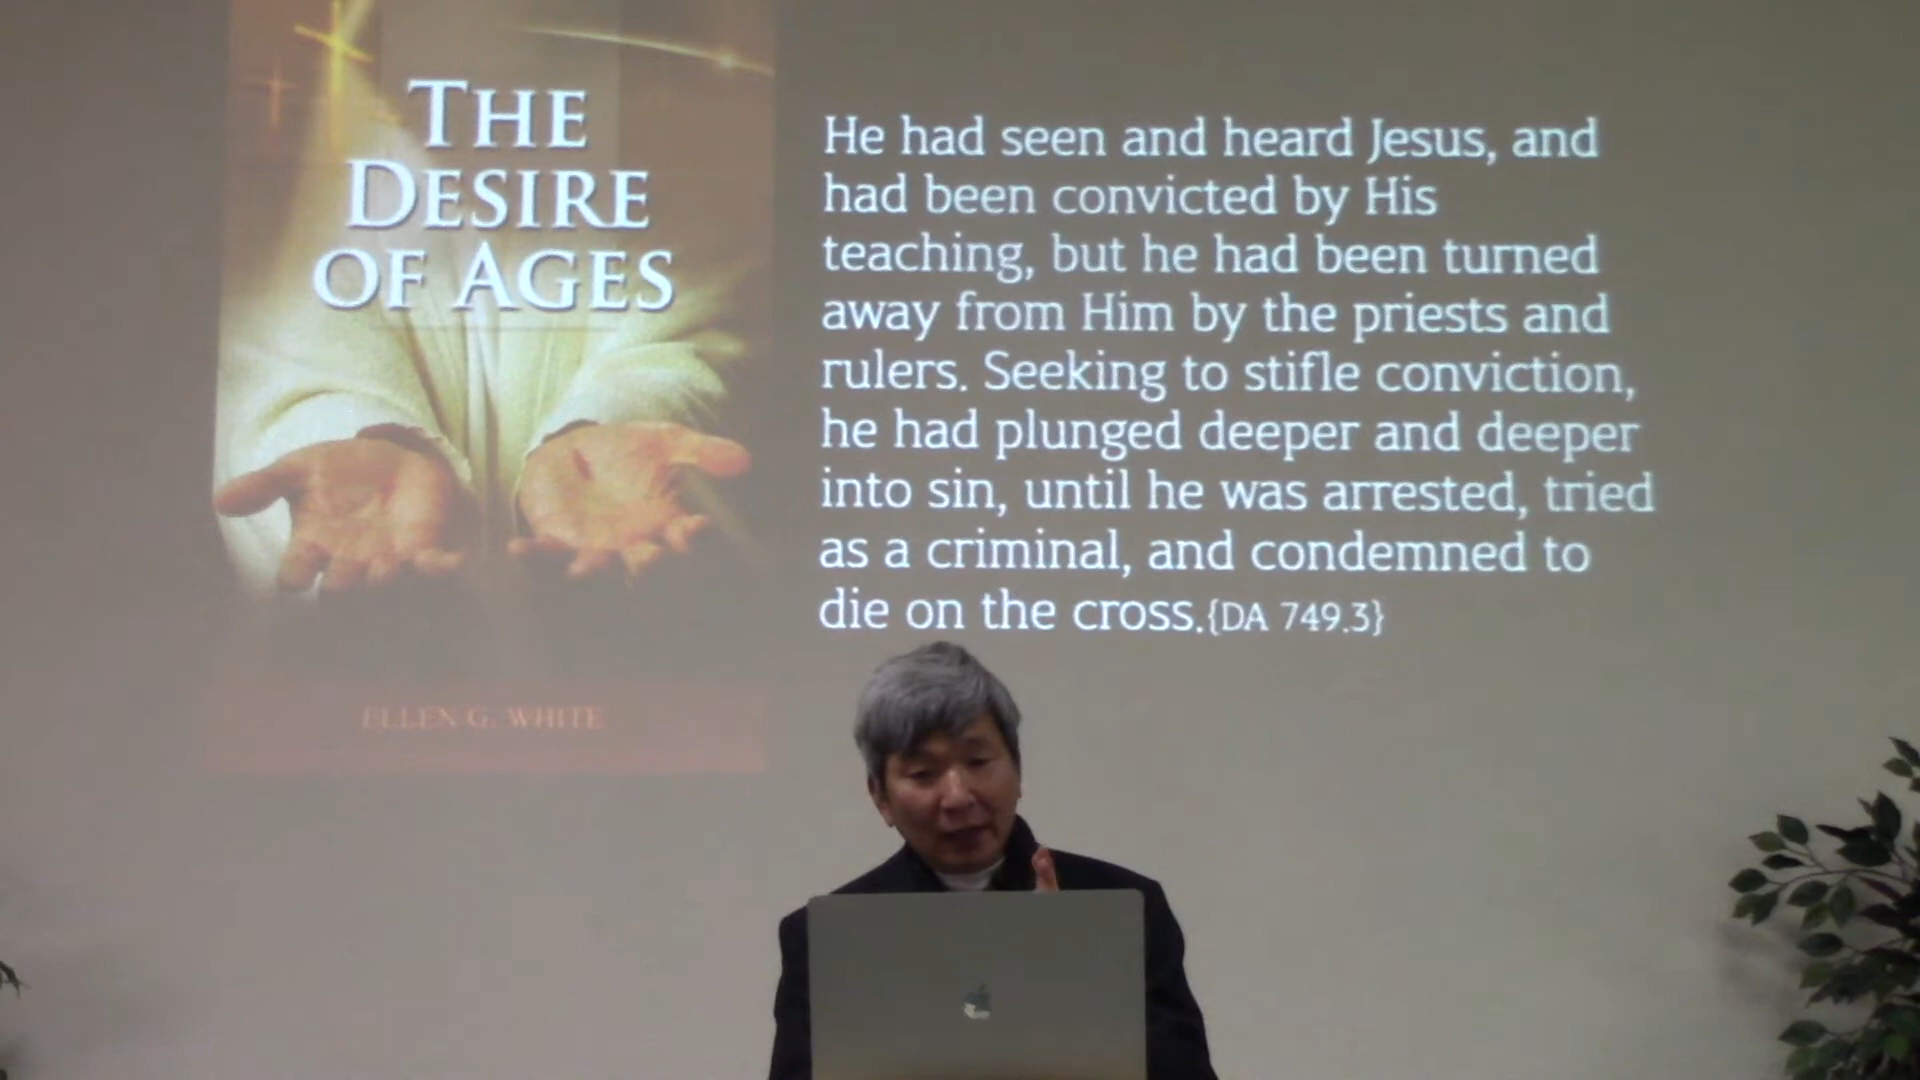 THE
DESIRE
OF AGES
ELLEN G. WHITE
He had seen and heard Jesus, and
had been convicted by His
teaching, but he had been turned
away from Him by the priests and
rulers. Seeking to stifle conviction,
he had plunged deeper and deeper
into sin, until he was arrested, tried
as a criminal, and condemned to
die on the cross.{DA 749.3}